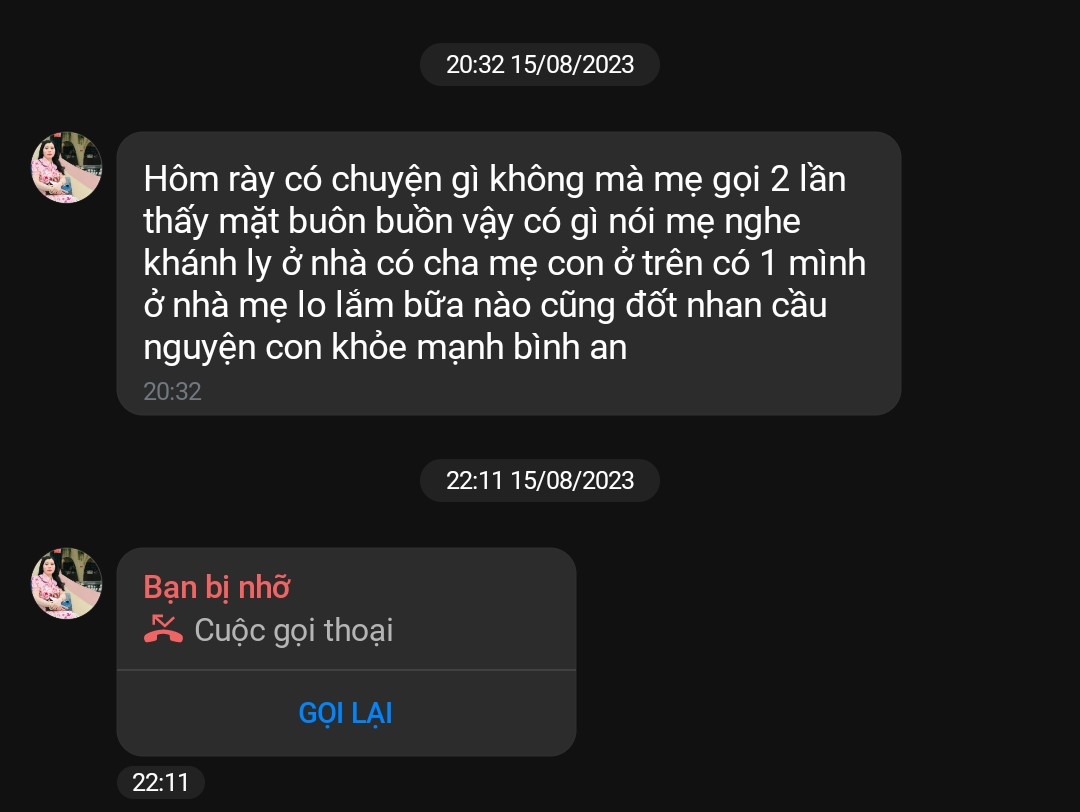 20:32 15/08/2023
Hôm rày có chuyện gì không mà mẹ gọi 2 lần
thấy mặt buôn buồn vậy có gì nói mẹ nghe
khánh ly ở nhà có cha mẹ con ở trên có 1 mình
ở nhà mẹ lo lắm bữa nào cũng đốt nhan cầu
nguyện con khỏe mạnh bình an
20:32
22:11 15/08/2023
Bạn bị nhỡ
Cuộc gọi thoại
GỌI LẠI
22:11